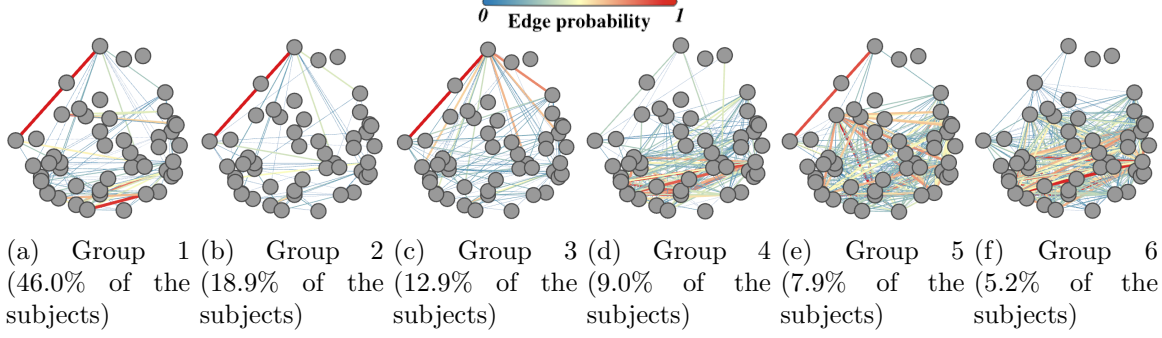 0 Edge probability 1
(a) Group 1 (b) Group 2 (c) Group 3 (d) Group 4 (e) Group 5 (f) Group 6
(46.0% of the (18.9% of the (12.9% of the (9.0% of the (7.9% of the (5.2% of the
subjects) subjects) subjects) subjects) subjects) subjects)